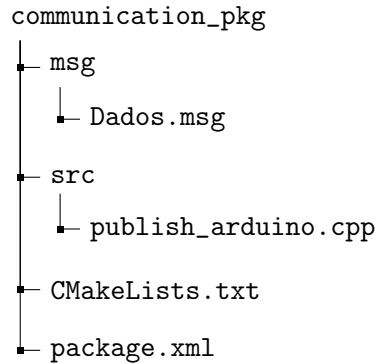 communication_pkg
msg
Dados.msg
src
publish_arduino.cpp
CMakeLists.txt
package.xml